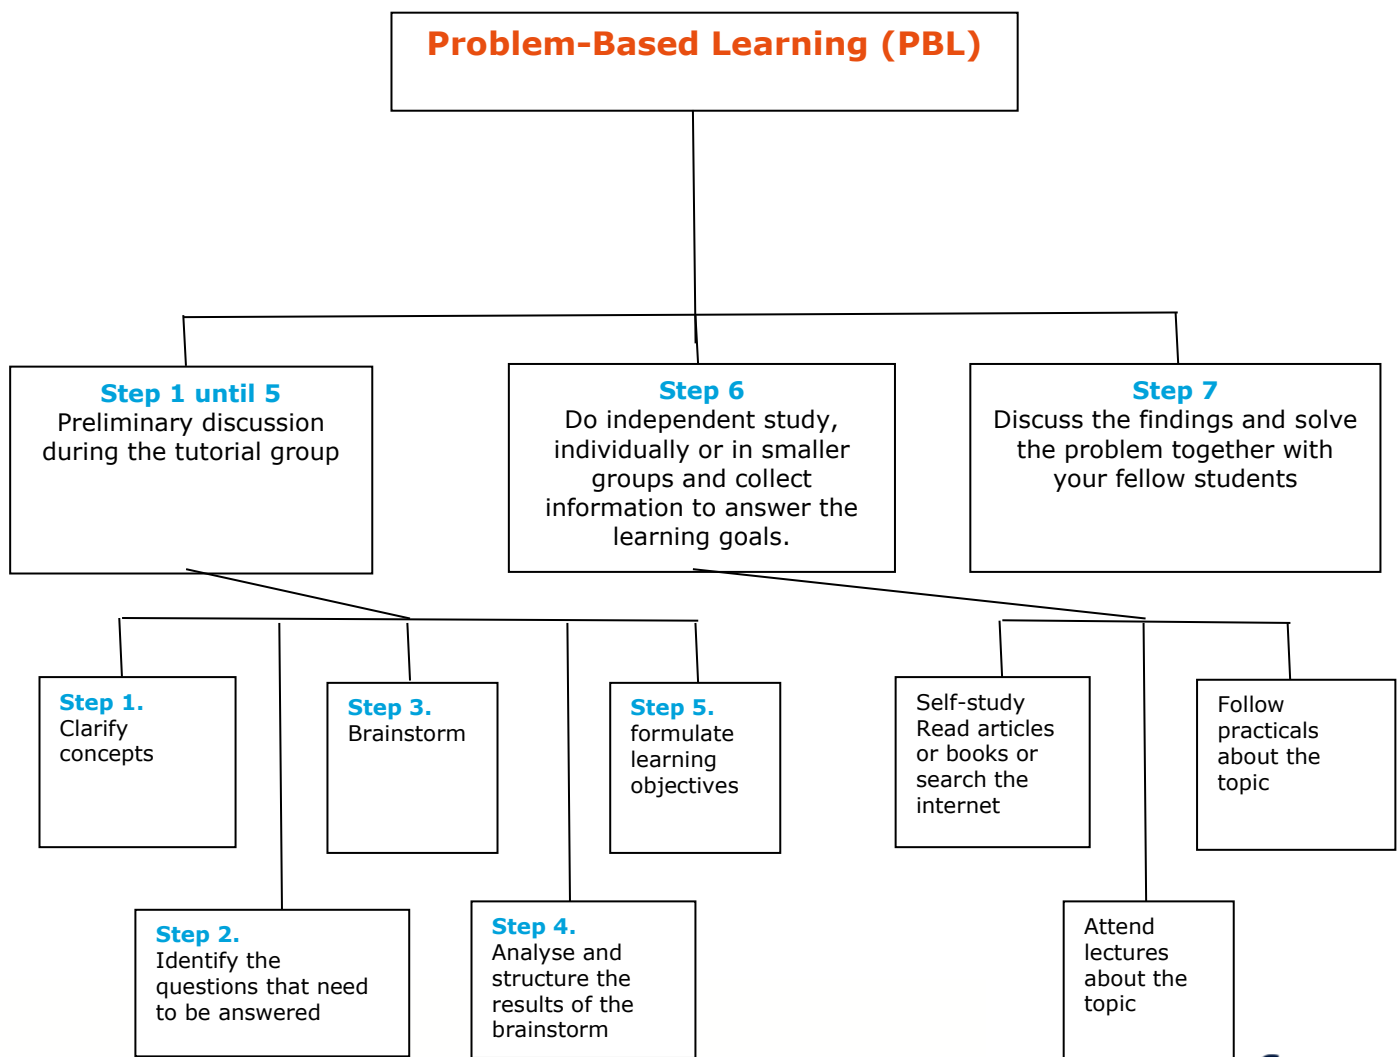 Problem-Based Learning (PBL)
Step 1 until 5
Preliminary discussion
during the tutorial group
Step 6
Do independent study,
individually or in smaller
groups and collect
information to answer the
learning goals.
Step 7
Discuss the findings and solve
the problem together with
your fellow students
Step 1.
Clarify
concepts
Step 2.
Identify the
questions that need
to be answered
Step 3.
Brainstorm
Step 4.
Analyse and
structure the
results of the
brainstorm
Step 5.
formulate
learning
objectives
Self-study
Read articles
or books or
search the
internet
Attend
lectures
about the
topic
Follow
practicals
about the
topic